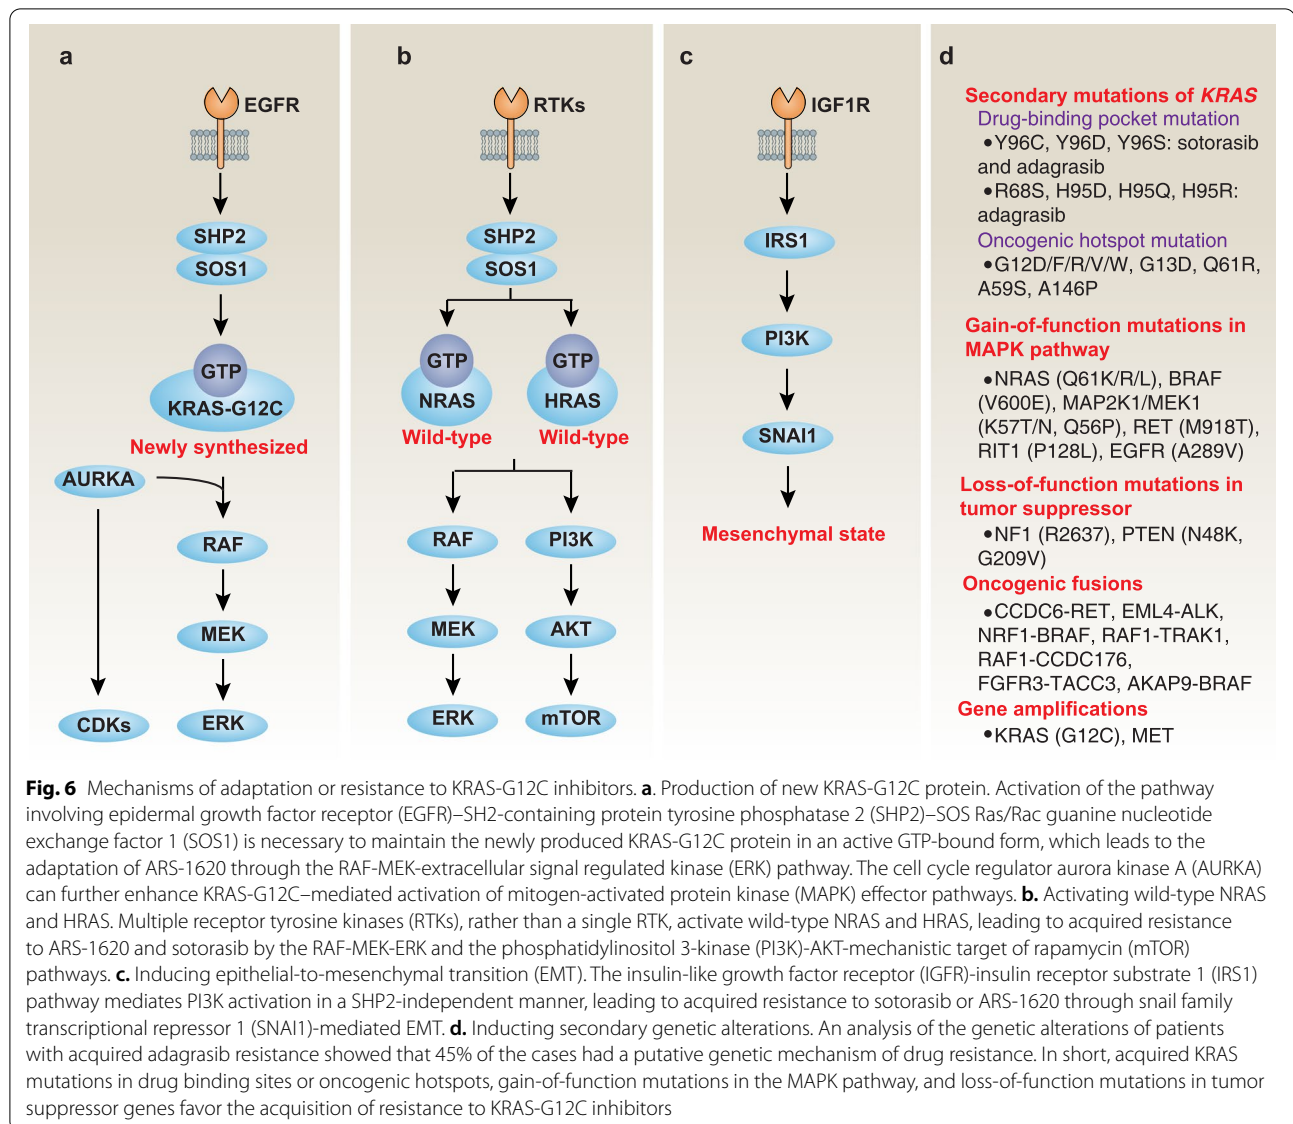 a
EGFR
SHP2
SOS1
GTP
KRAS-G12C
Newly synthesized
AURKA
RAF
MEK
CDKs
ERK
b
RTKs
SHP2
SOS1
GTP
NRAS
Wild-type
GTP
HRAS
Wild-type
RAF
PI3K
MEK
AKT
ERK
mTOR
c
IGF1R
IRS1
PI3K
SNAI1
Mesenchymal state
d
Secondary mutations of KRAS
Drug-binding pocket mutation
•Y96C, Y96D, Y96S: sotorasib
and adagrasib
•R68S, H95D, H95Q, H95R:
adagrasib
Oncogenic hotspot mutation
•G12D/F/R/V/W, G13D, Q61R,
A59S, A146P
Gain-of-function mutations in
MAPK pathway
•NRAS (Q61K/R/L), BRAF
(V600E), MAP2K1/MEK1
(K57T/N, Q56P), RET (M918T),
RIT1 (P128L), EGFR (A289V)
Loss-of-function mutations in
tumor suppressor
•NF1 (R2637), PTEN (N48K,
G209V)
Oncogenic fusions
•CCDC6-RET, EML4-ALK,
NRF1-BRAF, RAF1-TRAK1,
RAF1-CCDC176,
FGFR3-TACC3, AKAP9-BRAF
Gene amplifications
•KRAS (G12C), MET
Fig. 6 Mechanisms of adaptation or resistance to KRAS-G12C inhibitors. a. Production of new KRAS-G12C protein. Activation of the pathway
involving epidermal growth factor receptor (EGFR)–SH2-containing protein tyrosine phosphatase 2 (SHP2)–SOS Ras/Rac guanine nucleotide
exchange factor 1 (SOS1) is necessary to maintain the newly produced KRAS-G12C protein in an active GTP-bound form, which leads to the
adaptation of ARS-1620 through the RAF-MEK-extracellular signal regulated kinase (ERK) pathway. The cell cycle regulator aurora kinase A (AURKA)
can further enhance KRAS-G12C–mediated activation of mitogen-activated protein kinase (MAPK) effector pathways. b. Activating wild-type NRAS
and HRAS. Multiple receptor tyrosine kinases (RTKs), rather than a single RTK, activate wild-type NRAS and HRAS, leading to acquired resistance
to ARS-1620 and sotorasib by the RAF-MEK-ERK and the phosphatidylinositol 3-kinase (PI3K)-AKT-mechanistic target of rapamycin (mTOR)
pathways. c. Inducing epithelial-to-mesenchymal transition (EMT). The insulin-like growth factor receptor (IGFR)-insulin receptor substrate 1 (IRS1)
pathway mediates PI3K activation in a SHP2-independent manner, leading to acquired resistance to sotorasib or ARS-1620 through snail family
transcriptional repressor 1 (SNAI1)-mediated EMT. d. Inducting secondary genetic alterations. An analysis of the genetic alterations of patients
with acquired adagrasib resistance showed that 45% of the cases had a putative genetic mechanism of drug resistance. In short, acquired KRAS
mutations in drug binding sites or oncogenic hotspots, gain-of-function mutations in the MAPK pathway, and loss-of-function mutations in tumor
suppressor genes favor the acquisition of resistance to KRAS-G12C inhibitors